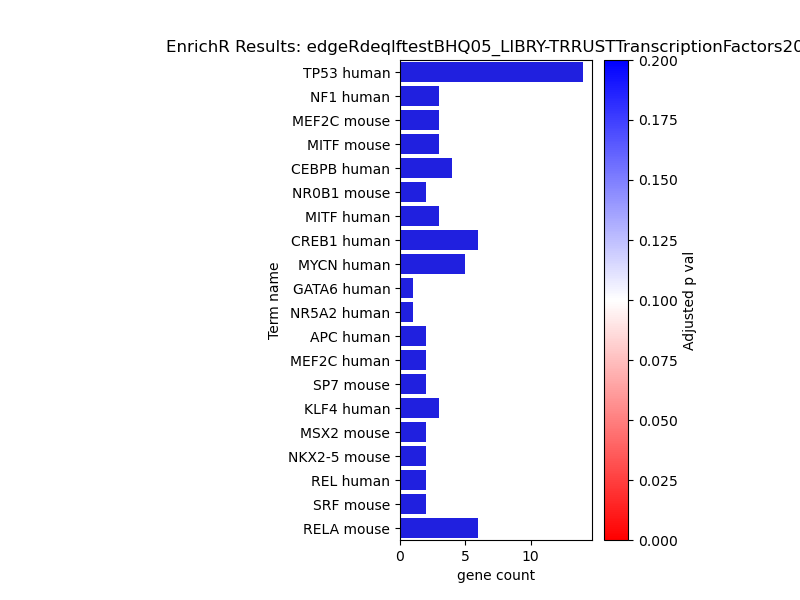 EnrichR Results: edgeRdeqlftestBHQ05_LIBRY-TRRUSTTranscriptionFactors20
TP53 human
NF1 human
MEF2C mouse
MITF mouse
CEBPB human
NR0B1 mouse
MITF human
CREB1 human
MYCN human
GATA6 human
NR5A2 human
APC human
MEF2C human
SP7 mouse
KLF4 human
MSX2 mouse
NKX2-5 mouse
REL human
SRF mouse
RELA mouse
Term name
0
5
10
gene count
0.200
0.175
0.150
0.125
0.100
0.075
0.050
0.025
0.000
Adjusted p val